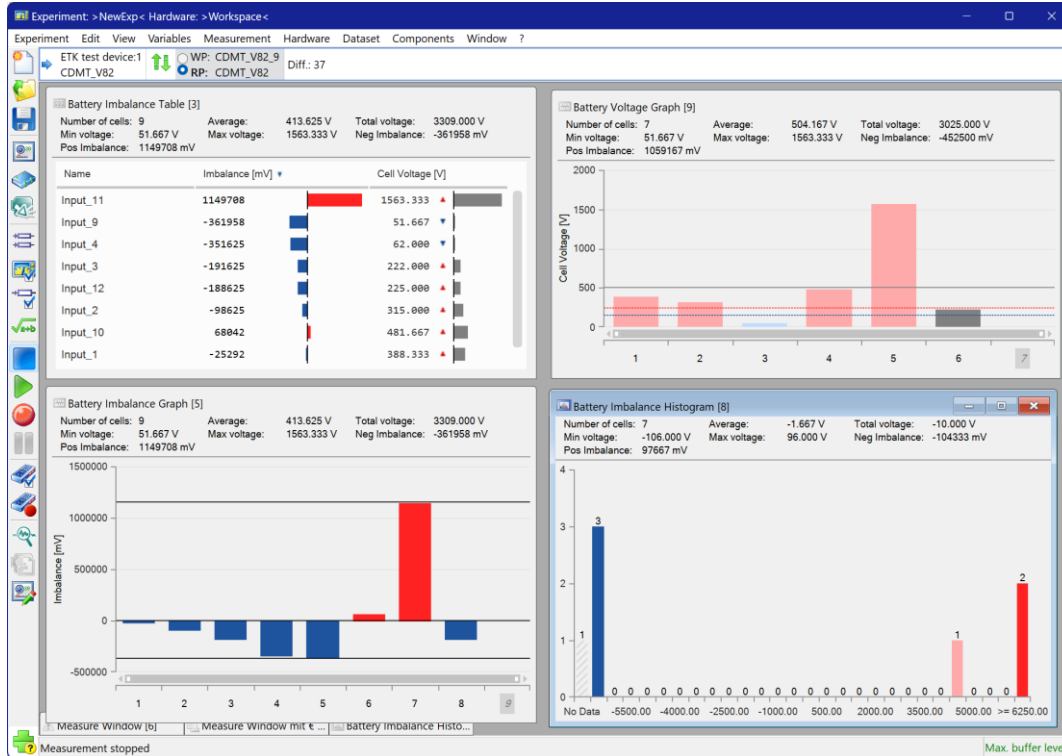 Experiment: >NewExp< Hardware: >Workspace<
Experiment Edit View Variables Measurement Hardware Dataset Components Window ?
ETK test device:1
CDMT_V82
WP: CDMT_V82_9
RP: CDMT_V82
Diff.: 37
Battery Imbalance Table [3]
Number of cells: 9 Average: 413.625 V Total voltage: 3309.000 V
Min voltage: 51.667 V Max voltage: 1563.333 V Neg Imbalance: -361958 mV
Pos Imbalance: 1149708 mV
Name Imbalance [mV] Cell Voltage [V]
Input_11 1149708 1563.333
Input_9 -361958 51.667
Input_4 -351625 62.000
Input_3 -191625 222.000
Input_12 -188625 225.000
Input_2 -98625 315.000
Input_10 68042 481.667
Input_1 -25292 388.333
Battery Voltage Graph [9]
Number of cells: 7 Average: 504.167 V Total voltage: 3025.000 V
Min voltage: 51.667 V Max voltage: 1563.333 V Neg Imbalance: -452500 mV
Pos Imbalance: 1059167 mV
Cell Voltage [V]
2000
1500
1000
500
0
1 2 3 4 5 6 7
Battery Imbalance Graph [5]
Number of cells: 9 Average: 413.625 V Total voltage: 3309.000 V
Min voltage: 51.667 V Max voltage: 1563.333 V Neg Imbalance: -361958 mV
Pos Imbalance: 1149708 mV
Imbalance [mV]
1500000
1000000
500000
0
-500000
1 2 3 4 5 6 7 8 9
Battery Imbalance Histogram [8]
Number of cells: 7 Average: -1.667 V Total voltage: -10.000 V
Min voltage: -106.000 V Max voltage: 96.000 V Neg Imbalance: -104333 mV
Pos Imbalance: 97667 mV
4
3
2
1
0
1 3 0 0 0 0 0 0 0 0 0 0 0 0 0 0 0 0 0 0 0 0 0 1 0 0 0 2
No Data -5500.00 -4000.00 -2500.00 -1000.00 500.00 2000.00 3500.00 5000.00 >= 6250.00
Measure Window [6] Measure Window mit € ... Battery Imbalance Histo...
Measurement stopped
Max. buffer leve